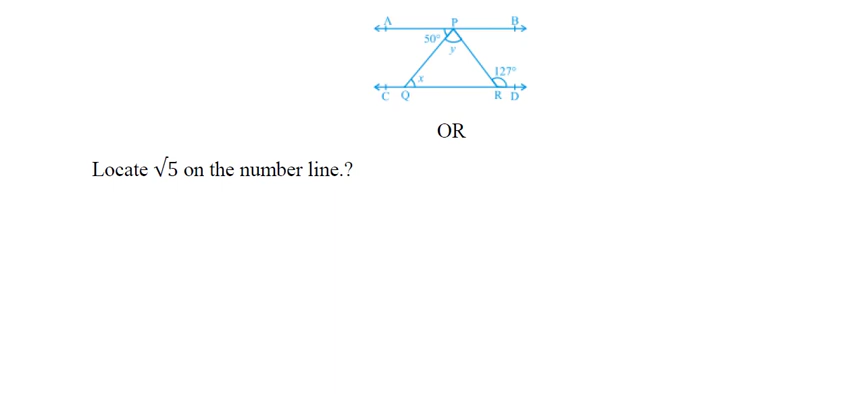 A P B
50°
y
127°
x
C Q R D
OR
Locate √5 on the number line.?